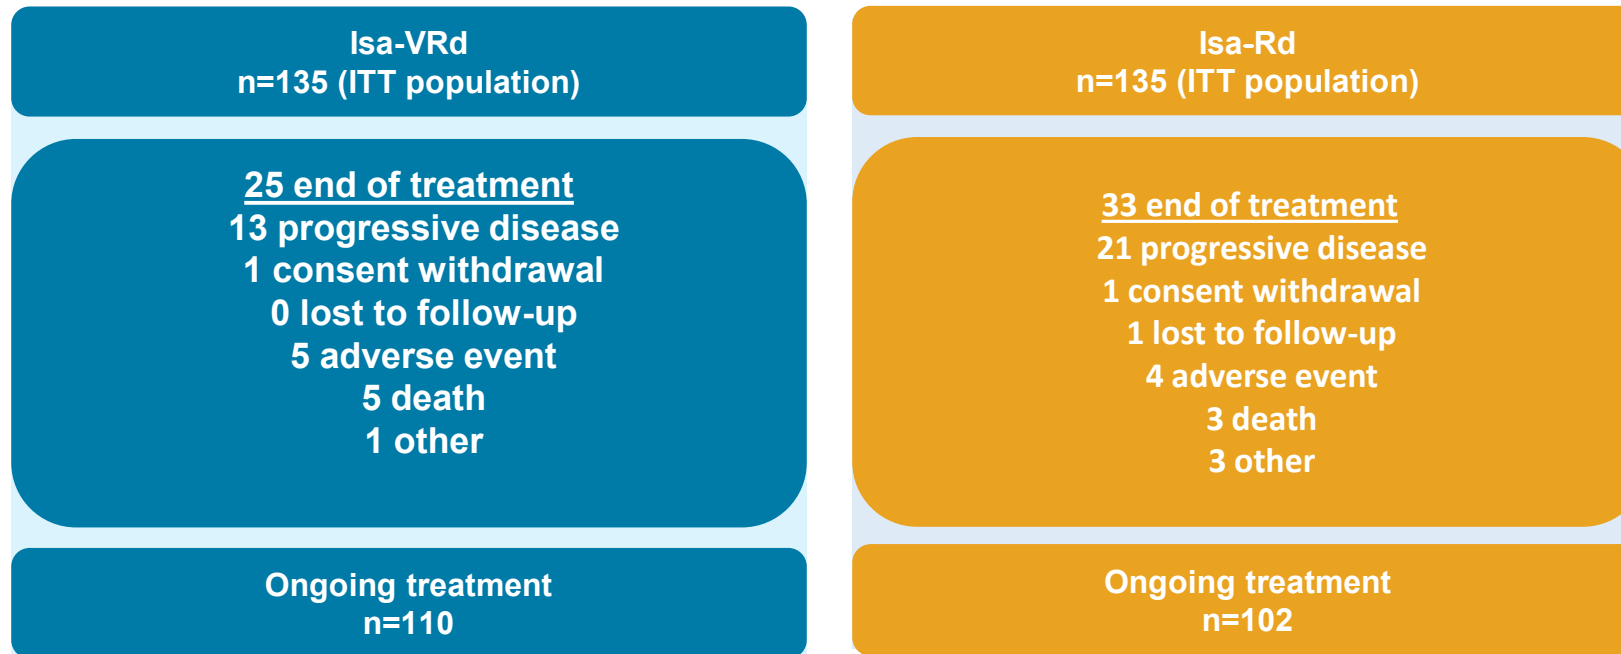 Isa-VRd
n=135 (ITT population)
25 end of treatment
13 progressive disease
1 consent withdrawal
0 lost to follow-up
5 adverse event
5 death
1 other
Ongoing treatment
n=110
Isa-Rd
n=135 (ITT population)
33 end of treatment
21 progressive disease
1 consent withdrawal
1 lost to follow-up
4 adverse event
3 death
3 other
Ongoing treatment
n=102